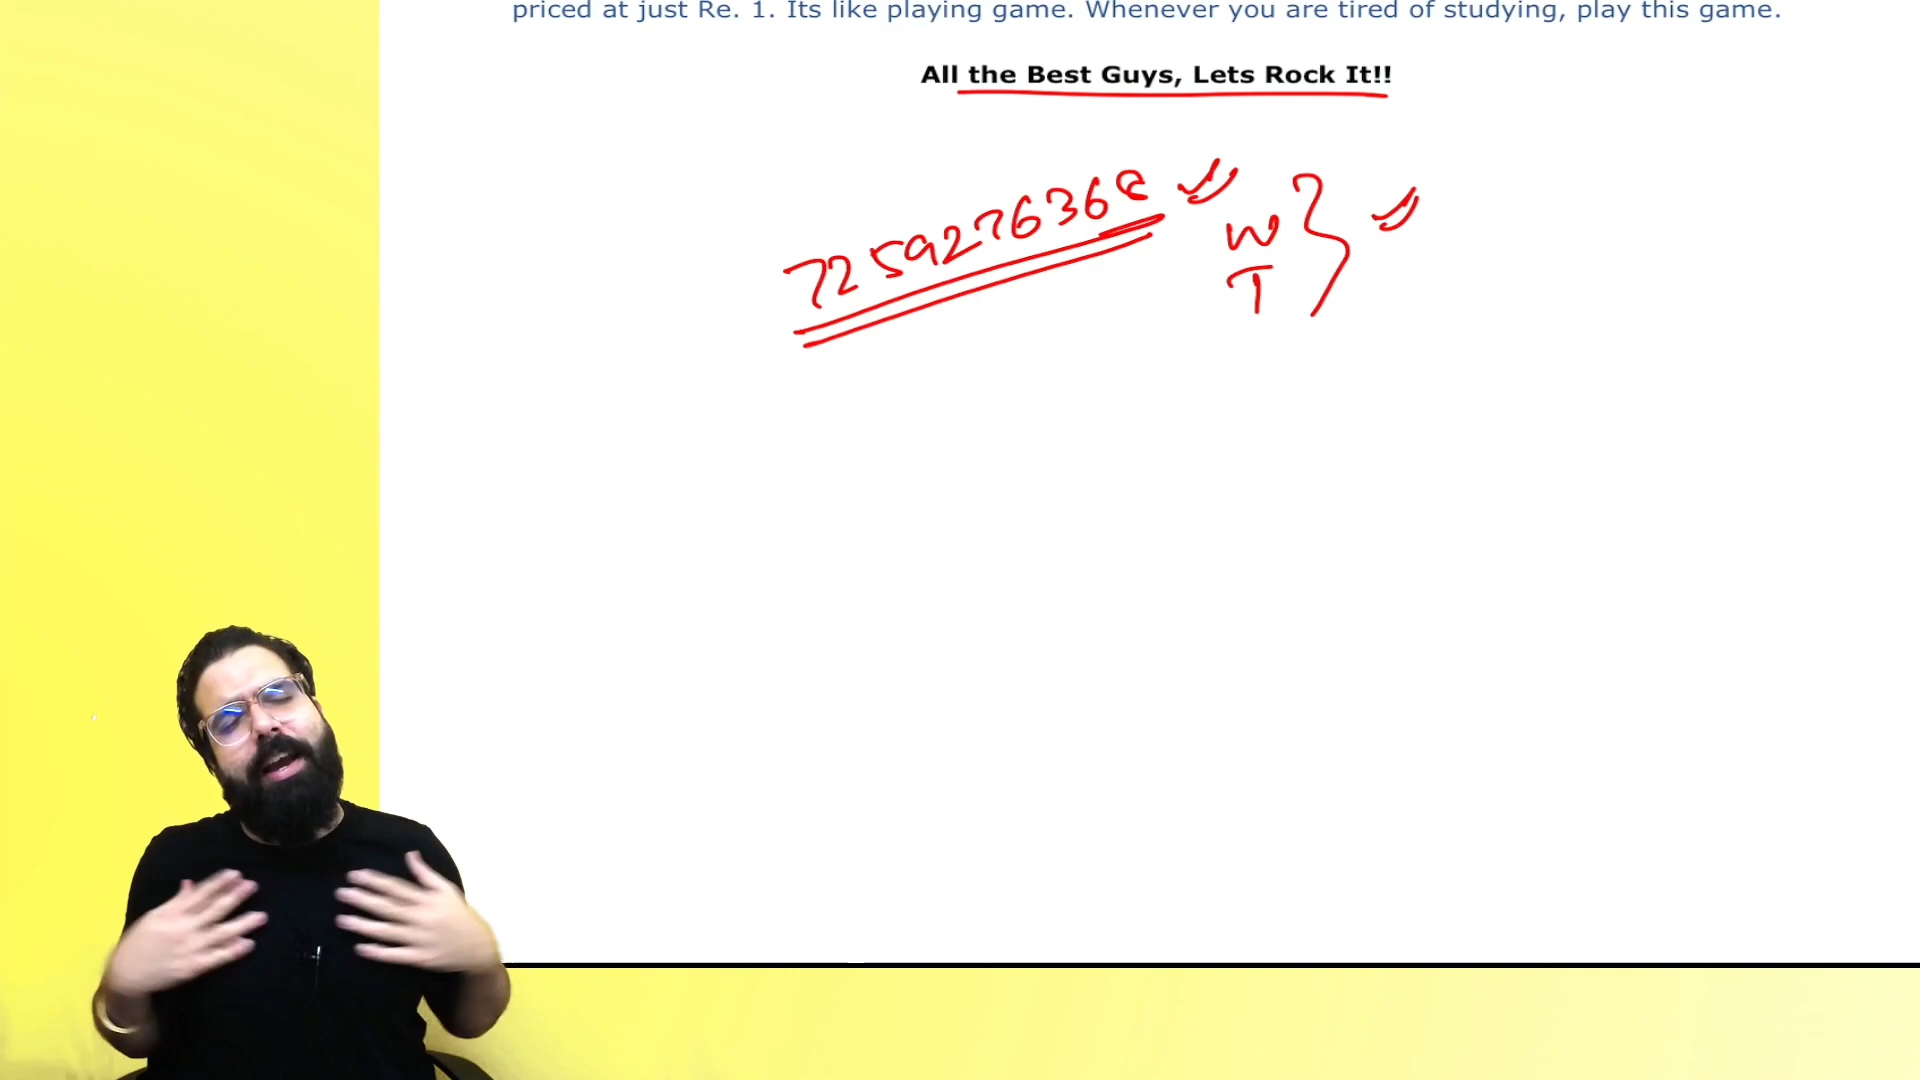 priced at just Re. 1. Its like playing game. Whenever you are tired of studying, play this game.
All the Best Guys, Lets Rock It!!
7259276368
W
T